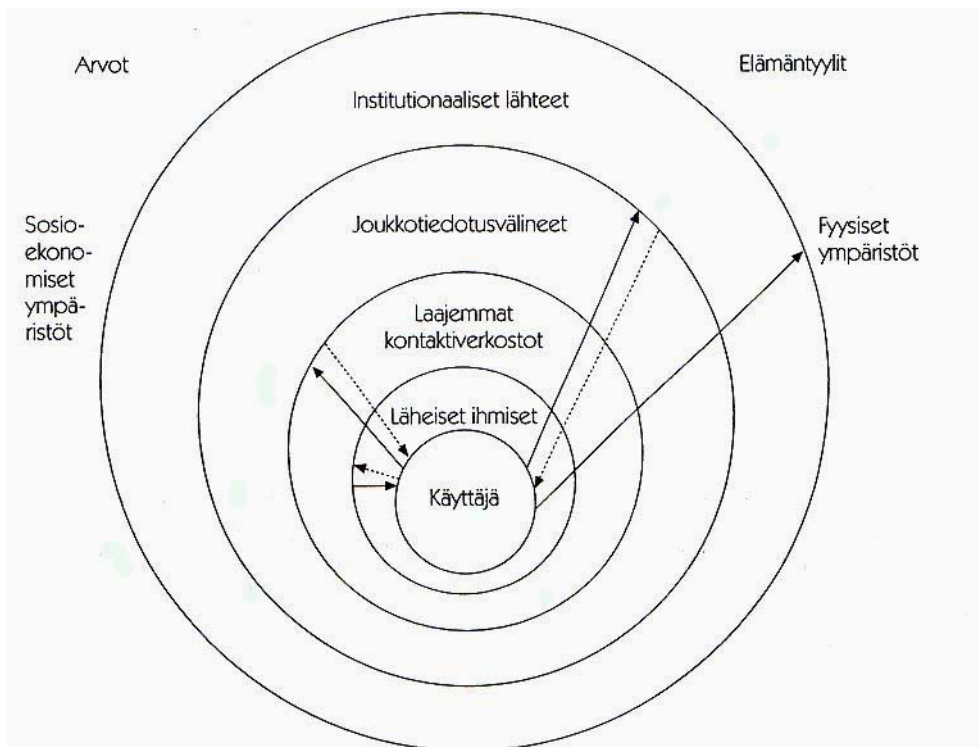 Arvot
Elämäntyylit
Institutionaaliset lähteet
Joukkotiedotusvälineet
Sosio-
ekono-
miset
ympä-
ristöt
Fyysiset
ympäristöt
Laajemmat
kontaktiverkostot
Läheiset ihmiset
Käyttäjä